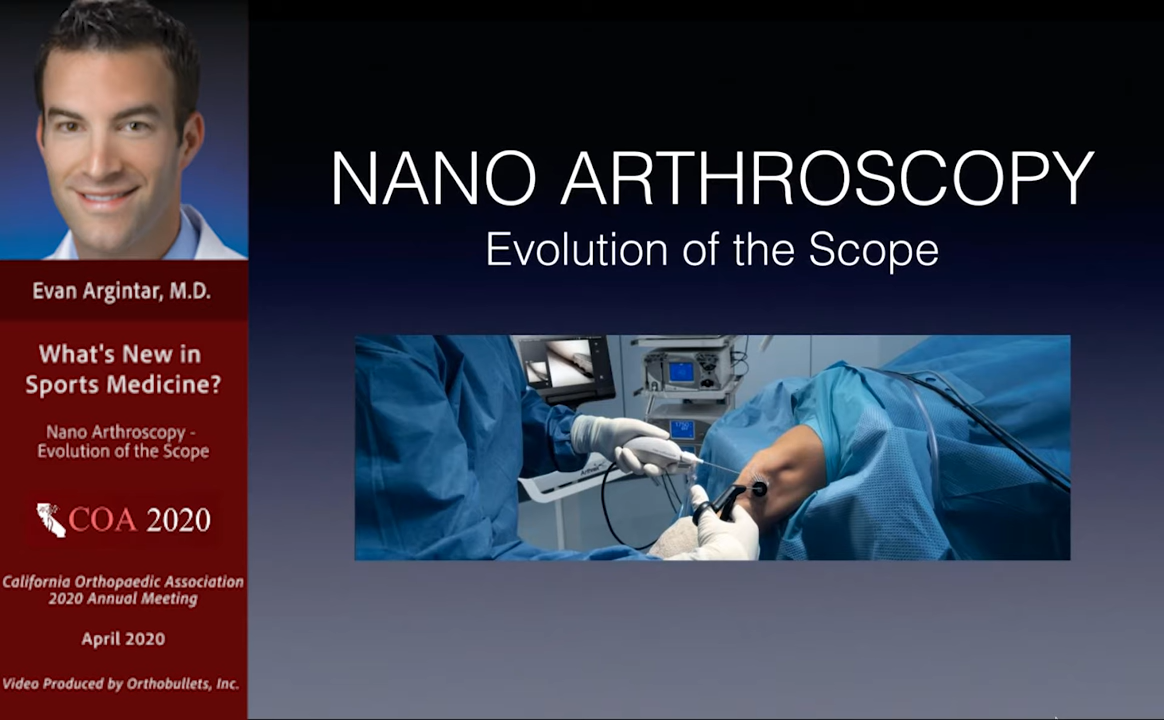 NANO ARTHROSCOPY
Evolution of the Scope
Evan Argintar, M.D.
What's New in
Sports Medicine?
Nano Arthroscopy -
Evolution of the Scope
COA 2020
California Orthopaedic Association
2020 Annual Meeting
April 2020
Video Produced by Orthobullets, Inc.